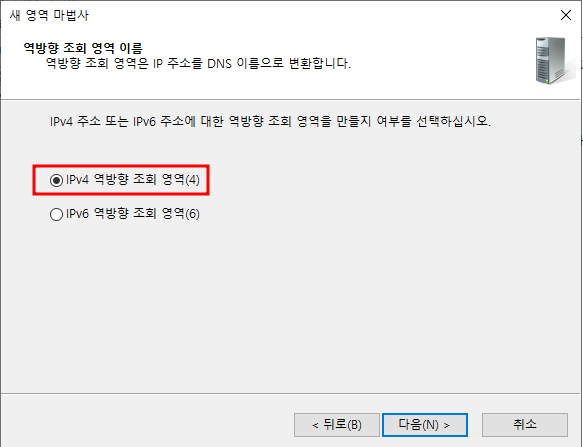 새 영역 마법사
역방향 조회 영역 이름
역방향 조회 영역은 IP 주소를 DNS 이름으로 변환합니다.
IPv4 주소 또는 IPv6 주소에 대한 역방향 조회 영역을 만들지 여부를 선택하십시오.
IPv4 역방향 조회 영역(4)
IPv6 역방향 조회 영역(6)
< 뒤로(B) 다음(N) > 취소